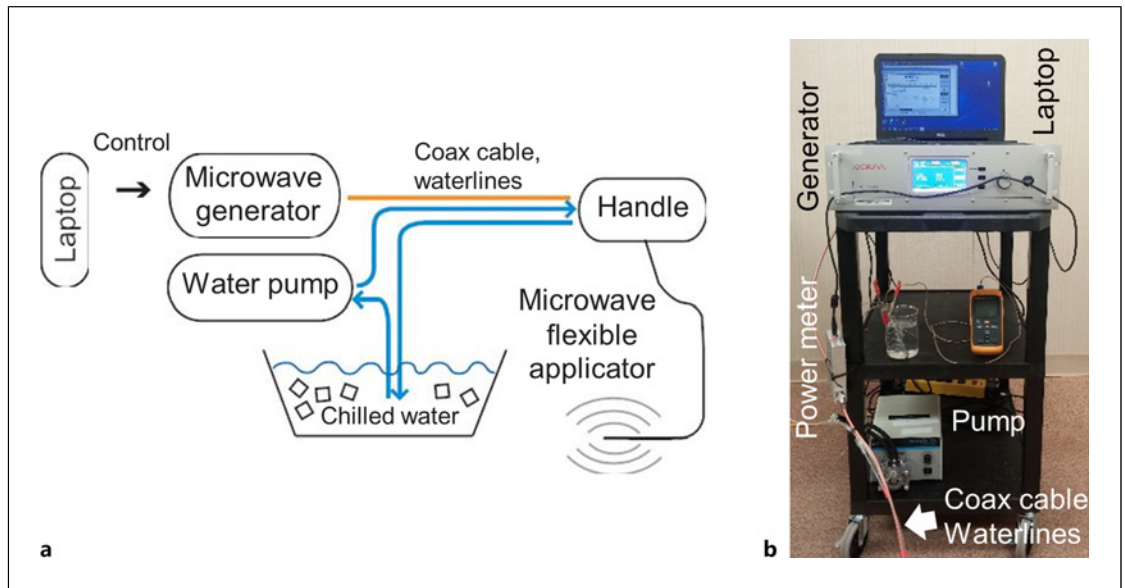 Control
Laptop
Microwave
generator
Coax cable,
waterlines
Handle
Water pump
Microwave
flexible
applicator
Chilled water
a
Generator
Laptop
Power meter
Pump
Coax cable
Waterlines
b